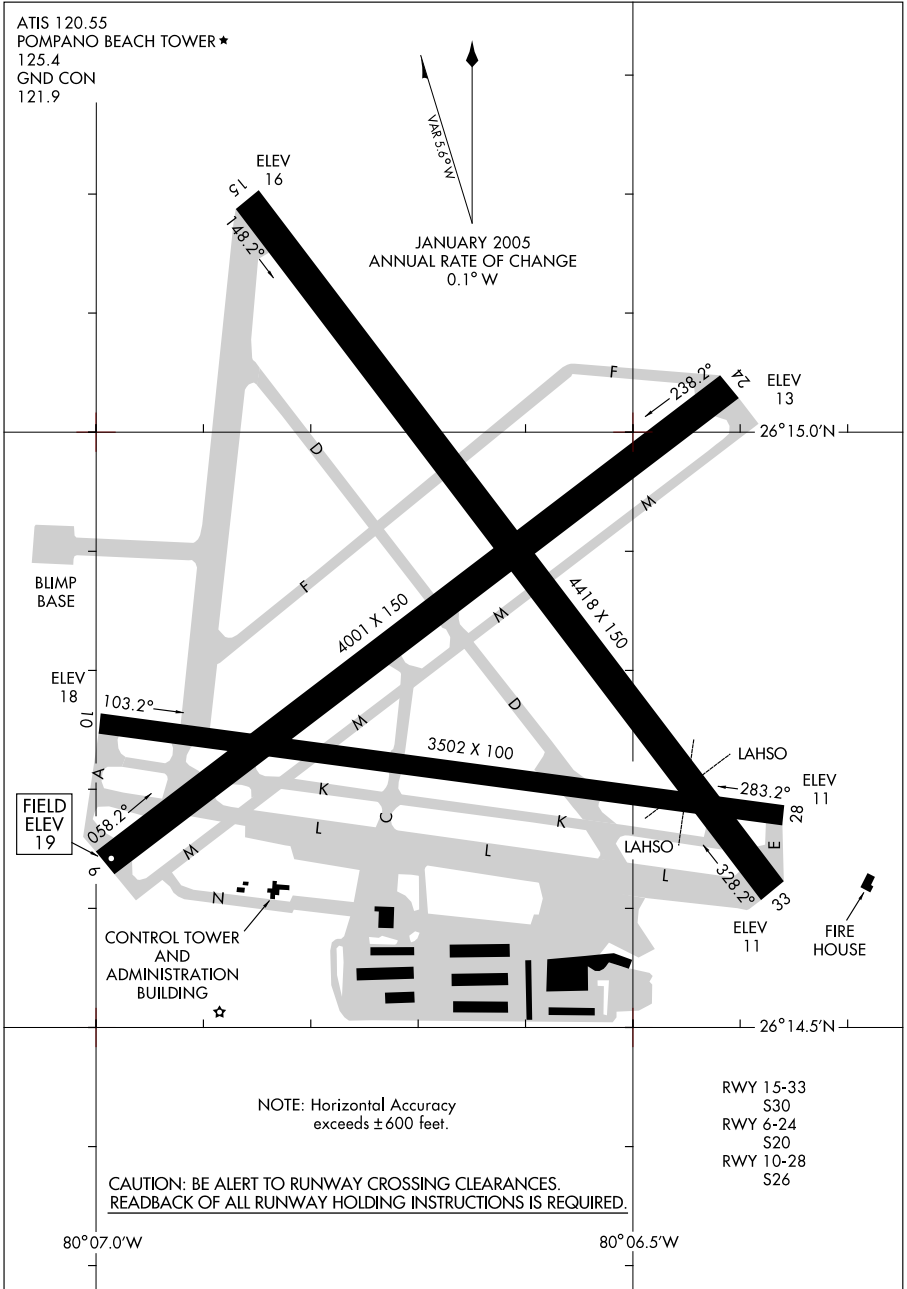 ATIS 120.55
POMPANO BEACH TOWER ★
125.4
GND CON
121.9
VAR 5.6° W
JANUARY 2005
ANNUAL RATE OF CHANGE
0.1° W
15
ELEV
16
148.2°
F
238.2°
24
ELEV
13
26°15.0'N
D
M
BLIMP
BASE
F
4001 X 150
4418 X 150
M
ELEV
18
10
103.2°
M
D
3502 X 100
LAHSO
283.2°
ELEV
11
28
A
K
K
FIELD
ELEV
19
058.2°
6
M
L
C
L
LAHSO
L
E
328.2°
33
ELEV
11
N
CONTROL TOWER
AND
ADMINISTRATION
BUILDING
FIRE
HOUSE
26°14.5'N
NOTE: Horizontal Accuracy
exceeds ±600 feet.
RWY 15-33
S30
RWY 6-24
S20
RWY 10-28
S26
CAUTION: BE ALERT TO RUNWAY CROSSING CLEARANCES.
READBACK OF ALL RUNWAY HOLDING INSTRUCTIONS IS REQUIRED.
80°07.0'W
80°06.5'W